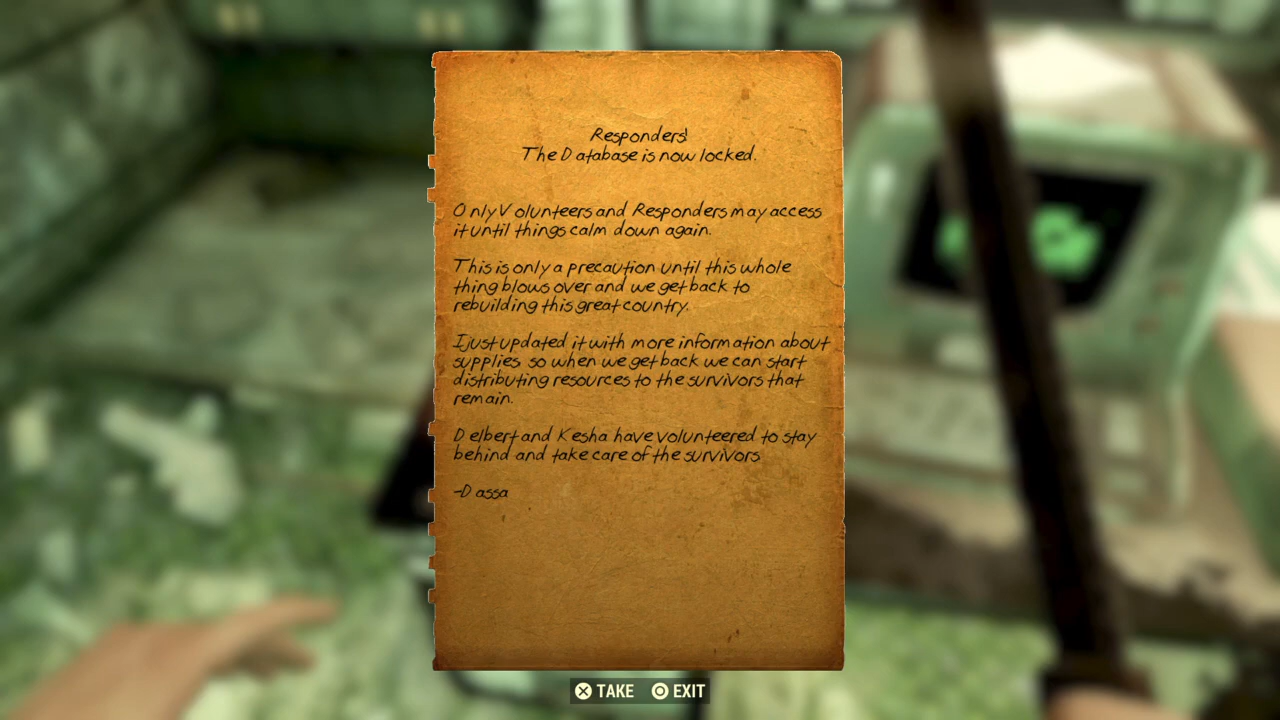 Responders!
The Database is now locked.
Only Volunteers and Responders may access
it until things calm down again.
This is only a precaution until this whole
thing blows over and we get back to
rebuilding this great country.
I just updated it with more information about
supplies so when we get back we can start
distributing resources to the survivors that
remain.
Delbert and Kesha have volunteered to stay
behind and take care of the survivors
-Dassa
TAKE EXIT